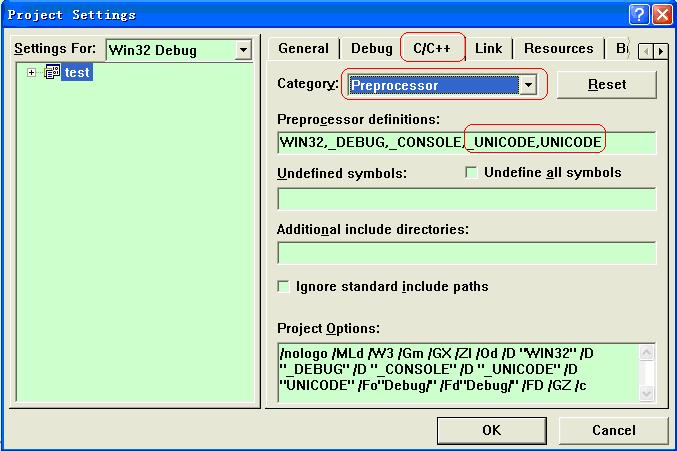 Project Settings
Settings For: Win32 Debug
test
General Debug C/C++ Link Resources
Category: Preprocessor Reset
Preprocessor definitions:
WIN32,_DEBUG,_CONSOLE,_UNICODE,UNICODE
Undefined symbols: Undefine all symbols
Additional include directories:
Ignore standard include paths
Project Options:
/nologo /MLd /W3 /Gm /GX /ZI /Od /D "WIN32" /D
"_DEBUG" /D "_CONSOLE" /D "_UNICODE" /D
"UNICODE" /Fo"Debug/" /Fd"Debug/" /FD /GZ /c
OK Cancel